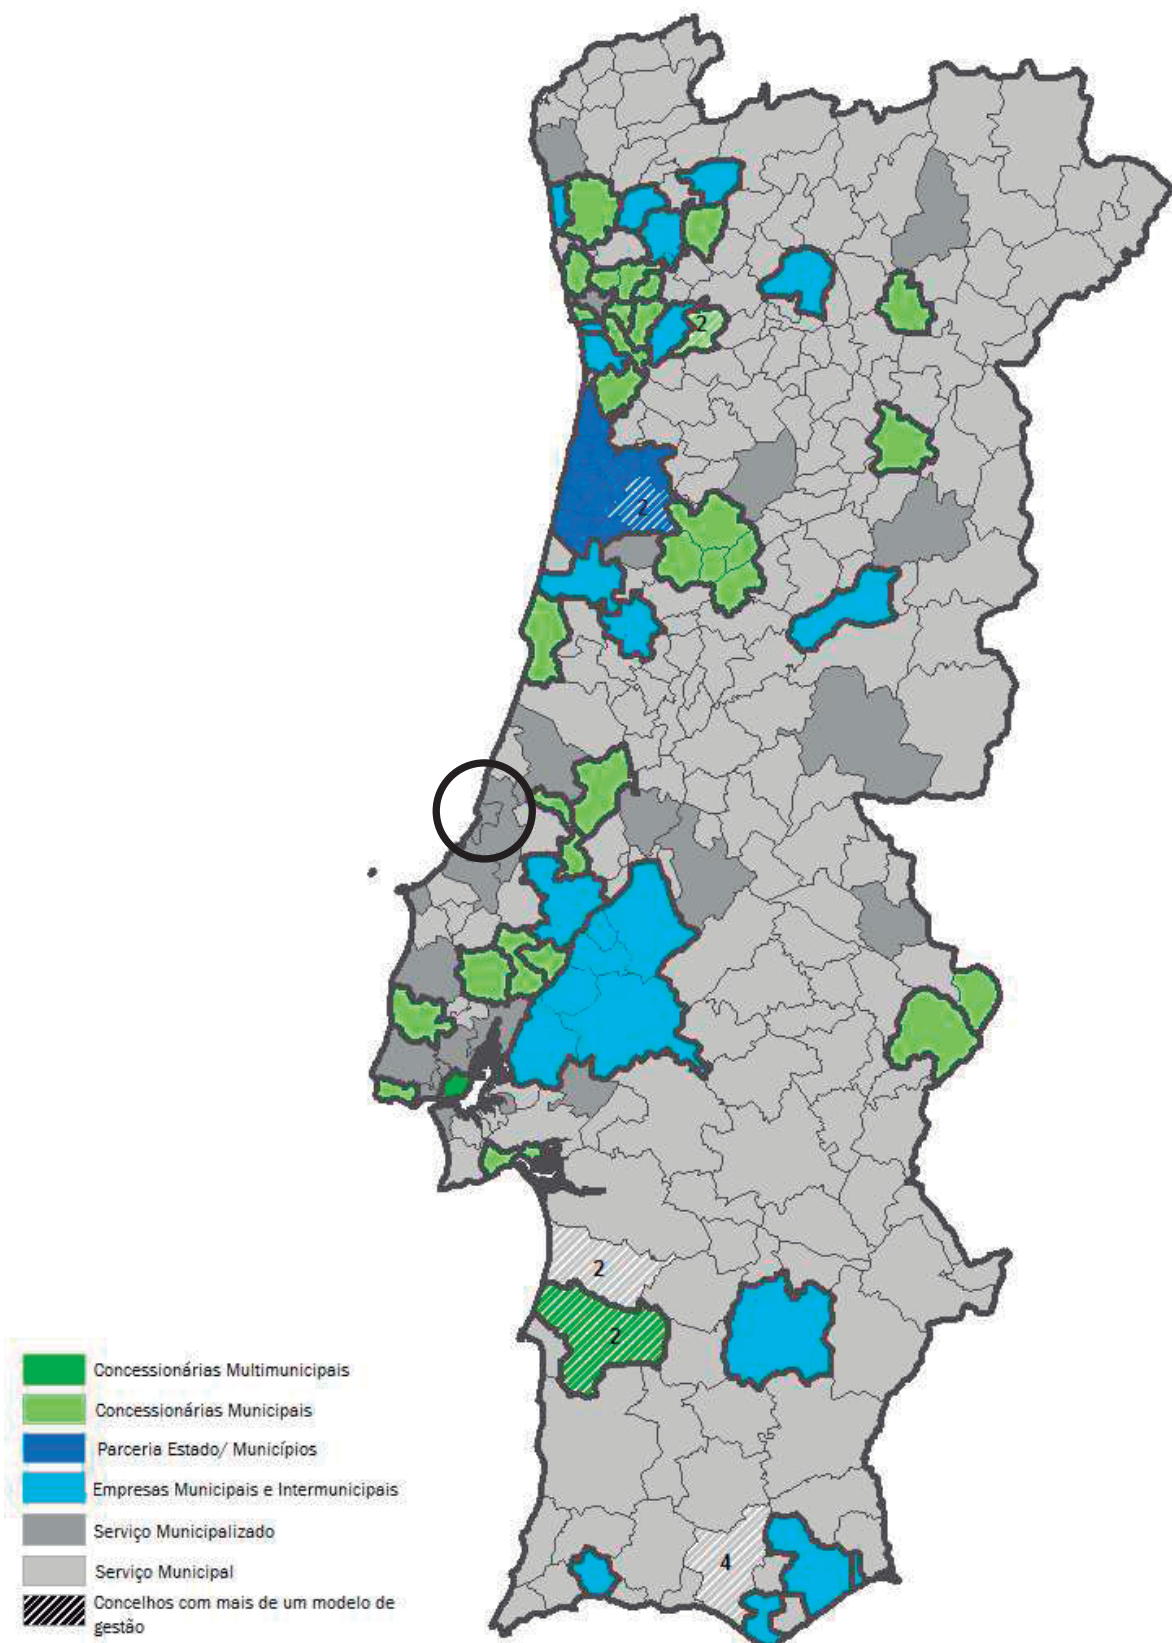 2
2
2
2
4
Concessionárias Multimunicipais
Concessionárias Municipais
Parceria Estado/ Municípios
Empresas Municipais e Intermunicipais
Serviço Municipalizado
Serviço Municipal
Concelhos com mais de um modelo de
gestão